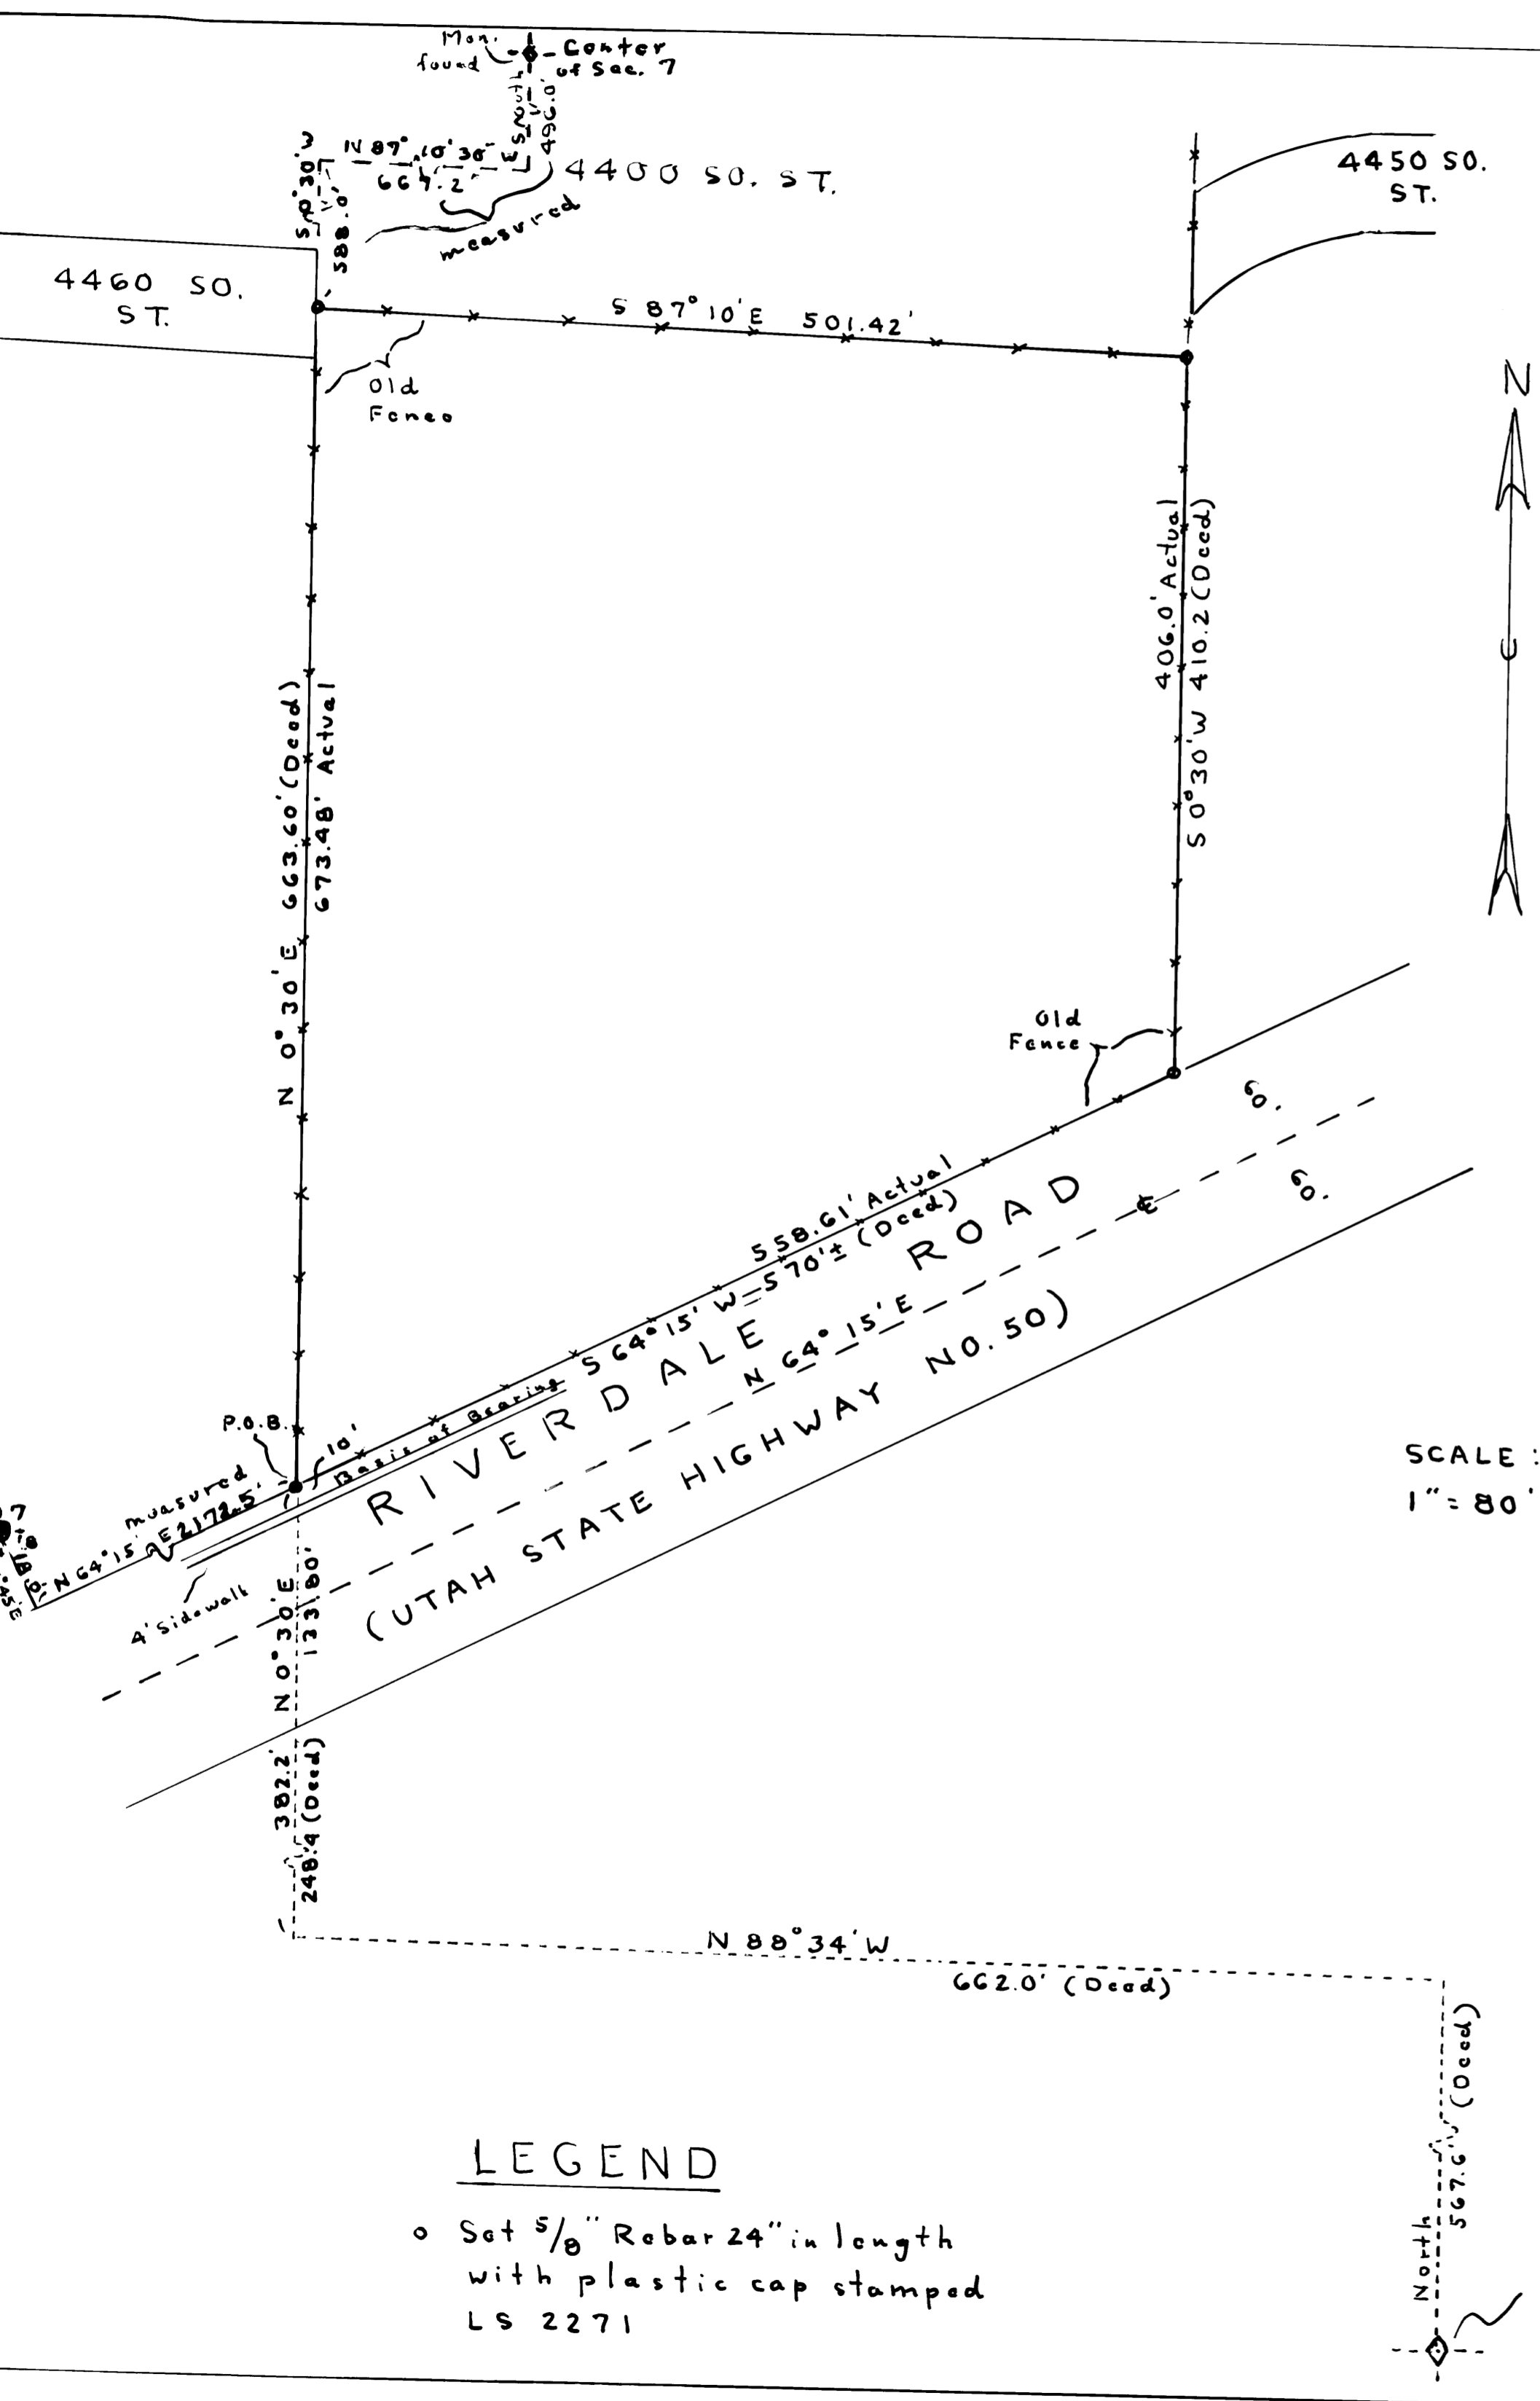 Mon.
found
Center
of Sec. 7
South
496.0'
N 87° 10' 30" E
667.2'
S 0° 30' W
588.0'
measured
4400 SO. ST.
4450 SO.
ST.
4460 SO.
ST.
S 87° 10' E 501.42'
Old
Fence
N
406.0' Actual
S 0° 30' W 410.2 (Deed)
N 0° 30' E 663.60' (Deed)
673.48' Actual
Old
Fence
60.
60.
558.61' Actual
S 64° 15' W 570'± (Deed)
Basis of Bearing
RIVERDALE ROAD
N 64° 15' E
(UTAH STATE HIGHWAY NO. 50)
P.O.B.
10'
measured
N 64° 15' E 2172.5'
4' Sidewalk
SCALE :
1" = 80'
N 0° 30' E
133.80'
382.2'
248.4 (Deed)
N 88° 34' W
662.0' (Deed)
North
567.6' (Deed)
LEGEND
o Set 5/8" Rebar 24" in length
with plastic cap stamped
LS 2271